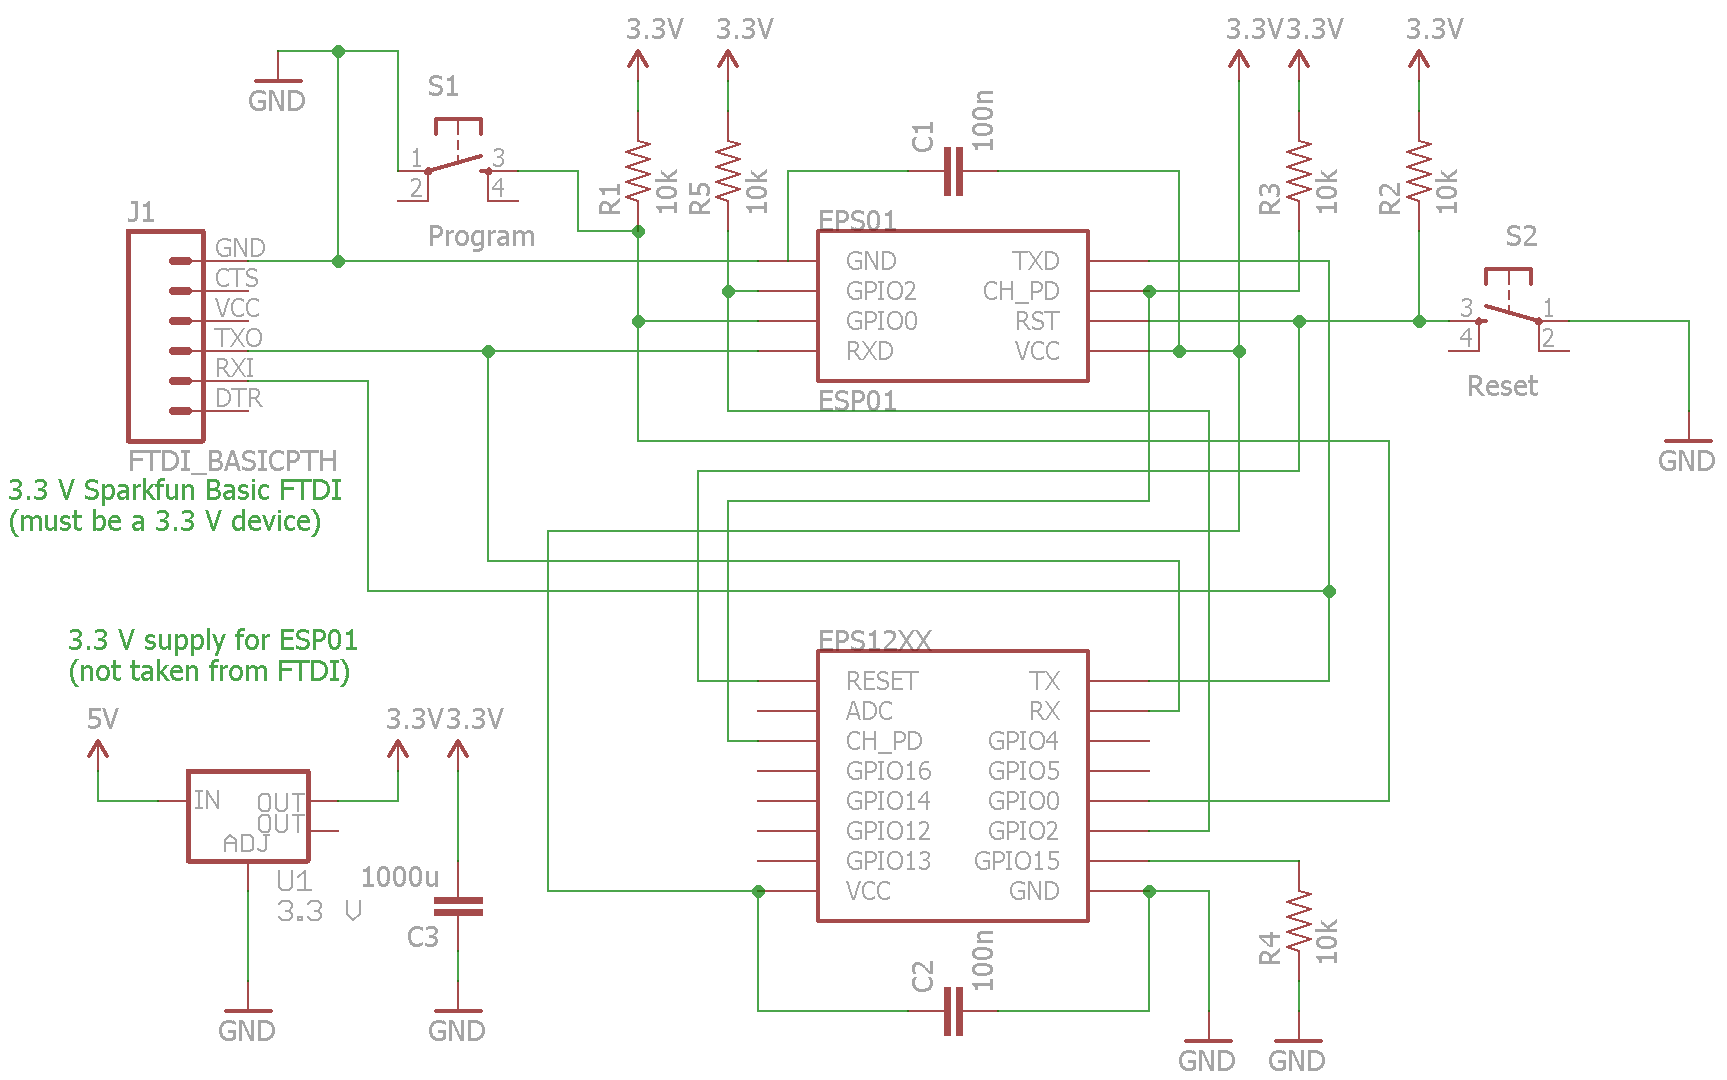 3.3V
3.3V
3.3V
3.3V
3.3V
GND
S1
1
2
3
4
Program
R1
10k
R5
10k
C1
100n
R3
10k
R2
10k
S2
3
4
1
2
Reset
GND
J1
GND
CTS
VCC
TXO
RXI
DTR
FTDI_BASICPTH
3.3 V Sparkfun Basic FTDI
(must be a 3.3 V device)
EPS01
GND
GPIO2
GPIO0
RXD
TXD
CH_PD
RST
VCC
ESP01
3.3 V supply for ESP01
(not taken from FTDI)
5V
3.3V
3.3V
IN
OUT
OUT
ADJ
U1
3.3 V
1000u
C3
GND
GND
EPS12XX
RESET
ADC
CH_PD
GPIO16
GPIO14
GPIO12
GPIO13
VCC
TX
RX
GPIO4
GPIO5
GPIO0
GPIO2
GPIO15
GND
C2
100n
R4
10k
GND
GND